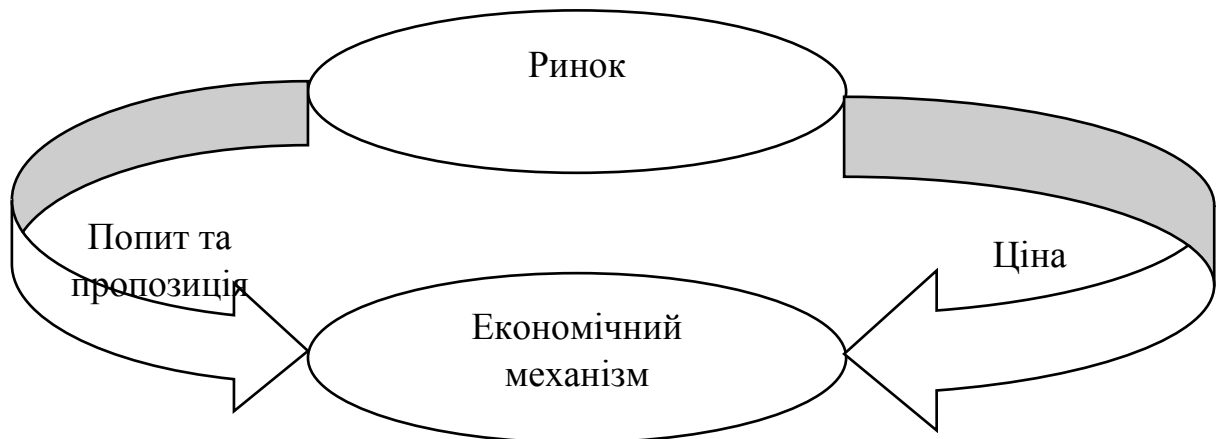 Ринок
Попит та
пропозиція
Ціна
Економічний
механізм